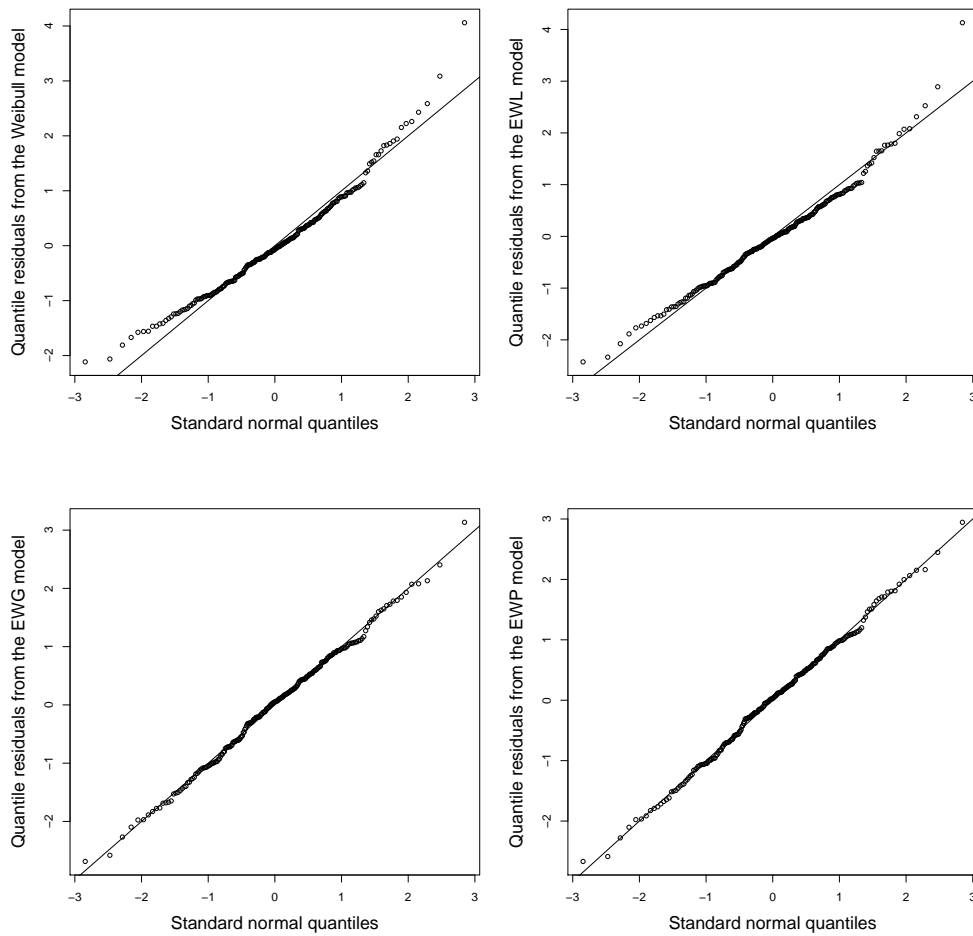 4
3
2
1
0
−1
−2
Quantile residuals from the Weibull model
−3 −2 −1 0 1 2 3
Standard normal quantiles
4
3
2
1
0
−1
−2
Quantile residuals from the EWL model
−3 −2 −1 0 1 2 3
Standard normal quantiles
3
2
1
0
−1
−2
Quantile residuals from the EWG model
−3 −2 −1 0 1 2 3
Standard normal quantiles
3
2
1
0
−1
−2
Quantile residuals from the EWP model
−3 −2 −1 0 1 2 3
Standard normal quantiles